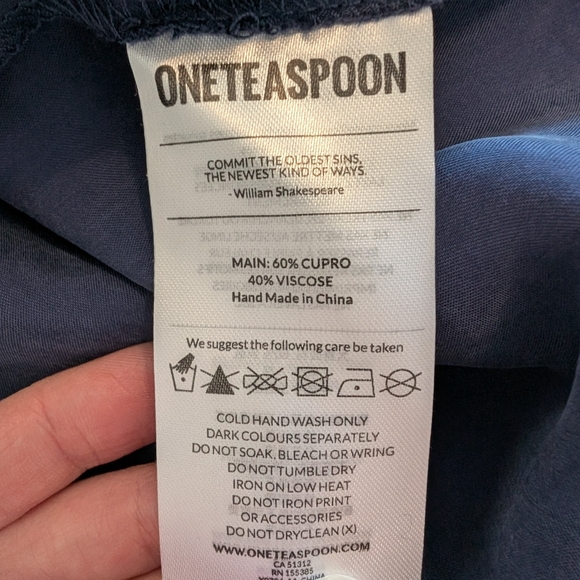 ONETEASPOON
COMMIT THE OLDEST SINS,
THE NEWEST KIND OF WAYS.
- William Shakespeare
MAIN: 60% CUPRO
40% VISCOSE
Hand Made in China
We suggest the following care be taken
COLD HAND WASH ONLY
DARK COLOURS SEPARATELY
DO NOT SOAK, BLEACH OR WRING
DO NOT TUMBLE DRY
IRON ON LOW HEAT
DO NOT IRON PRINT
OR ACCESSORIES
DO NOT DRYCLEAN (X)
WWW.ONETEASPOON.COM
CA 51312
RN 155385